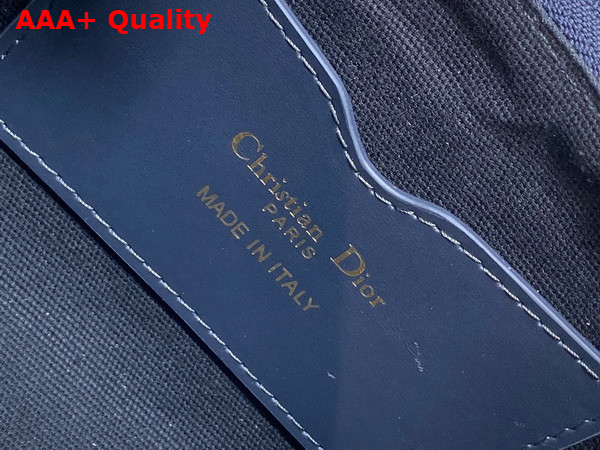 AAA+ Quality
Christian Dior
PARIS
MADE IN ITALY